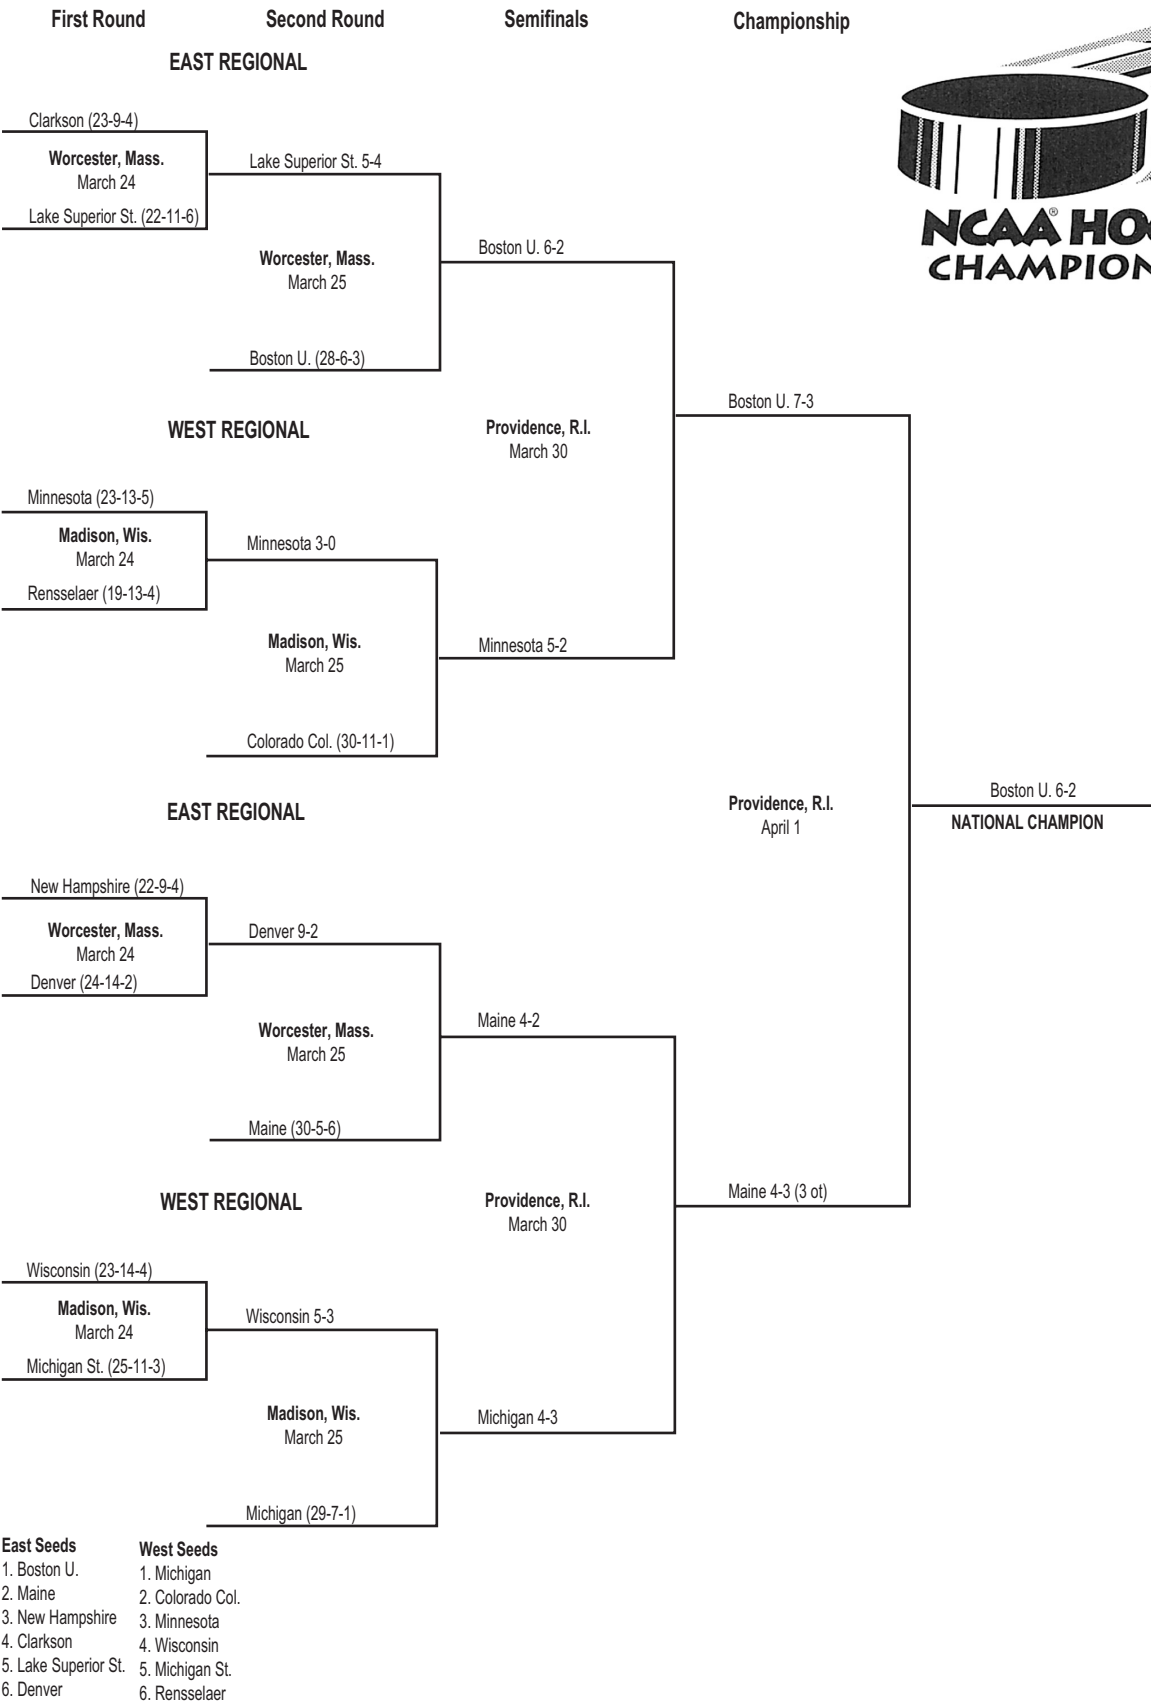 First Round
Second Round
Semifinals
Championship
EAST REGIONAL
NCAA® HO
CHAMPION
Clarkson (23-9-4)
Worcester, Mass.
March 24
Lake Superior St. (22-11-6)
Lake Superior St. 5-4
Worcester, Mass.
March 25
Boston U. (28-6-3)
Boston U. 6-2
WEST REGIONAL
Providence, R.I.
March 30
Boston U. 7-3
Minnesota (23-13-5)
Madison, Wis.
March 24
Rensselaer (19-13-4)
Minnesota 3-0
Madison, Wis.
March 25
Colorado Col. (30-11-1)
Minnesota 5-2
EAST REGIONAL
Providence, R.I.
April 1
Boston U. 6-2
NATIONAL CHAMPION
New Hampshire (22-9-4)
Worcester, Mass.
March 24
Denver (24-14-2)
Denver 9-2
Worcester, Mass.
March 25
Maine (30-5-6)
Maine 4-2
WEST REGIONAL
Providence, R.I.
March 30
Maine 4-3 (3 ot)
Wisconsin (23-14-4)
Madison, Wis.
March 24
Michigan St. (25-11-3)
Wisconsin 5-3
Madison, Wis.
March 25
Michigan (29-7-1)
Michigan 4-3
East Seeds
1. Boston U.
2. Maine
3. New Hampshire
4. Clarkson
5. Lake Superior St.
6. Denver
West Seeds
1. Michigan
2. Colorado Col.
3. Minnesota
4. Wisconsin
5. Michigan St.
6. Rensselaer